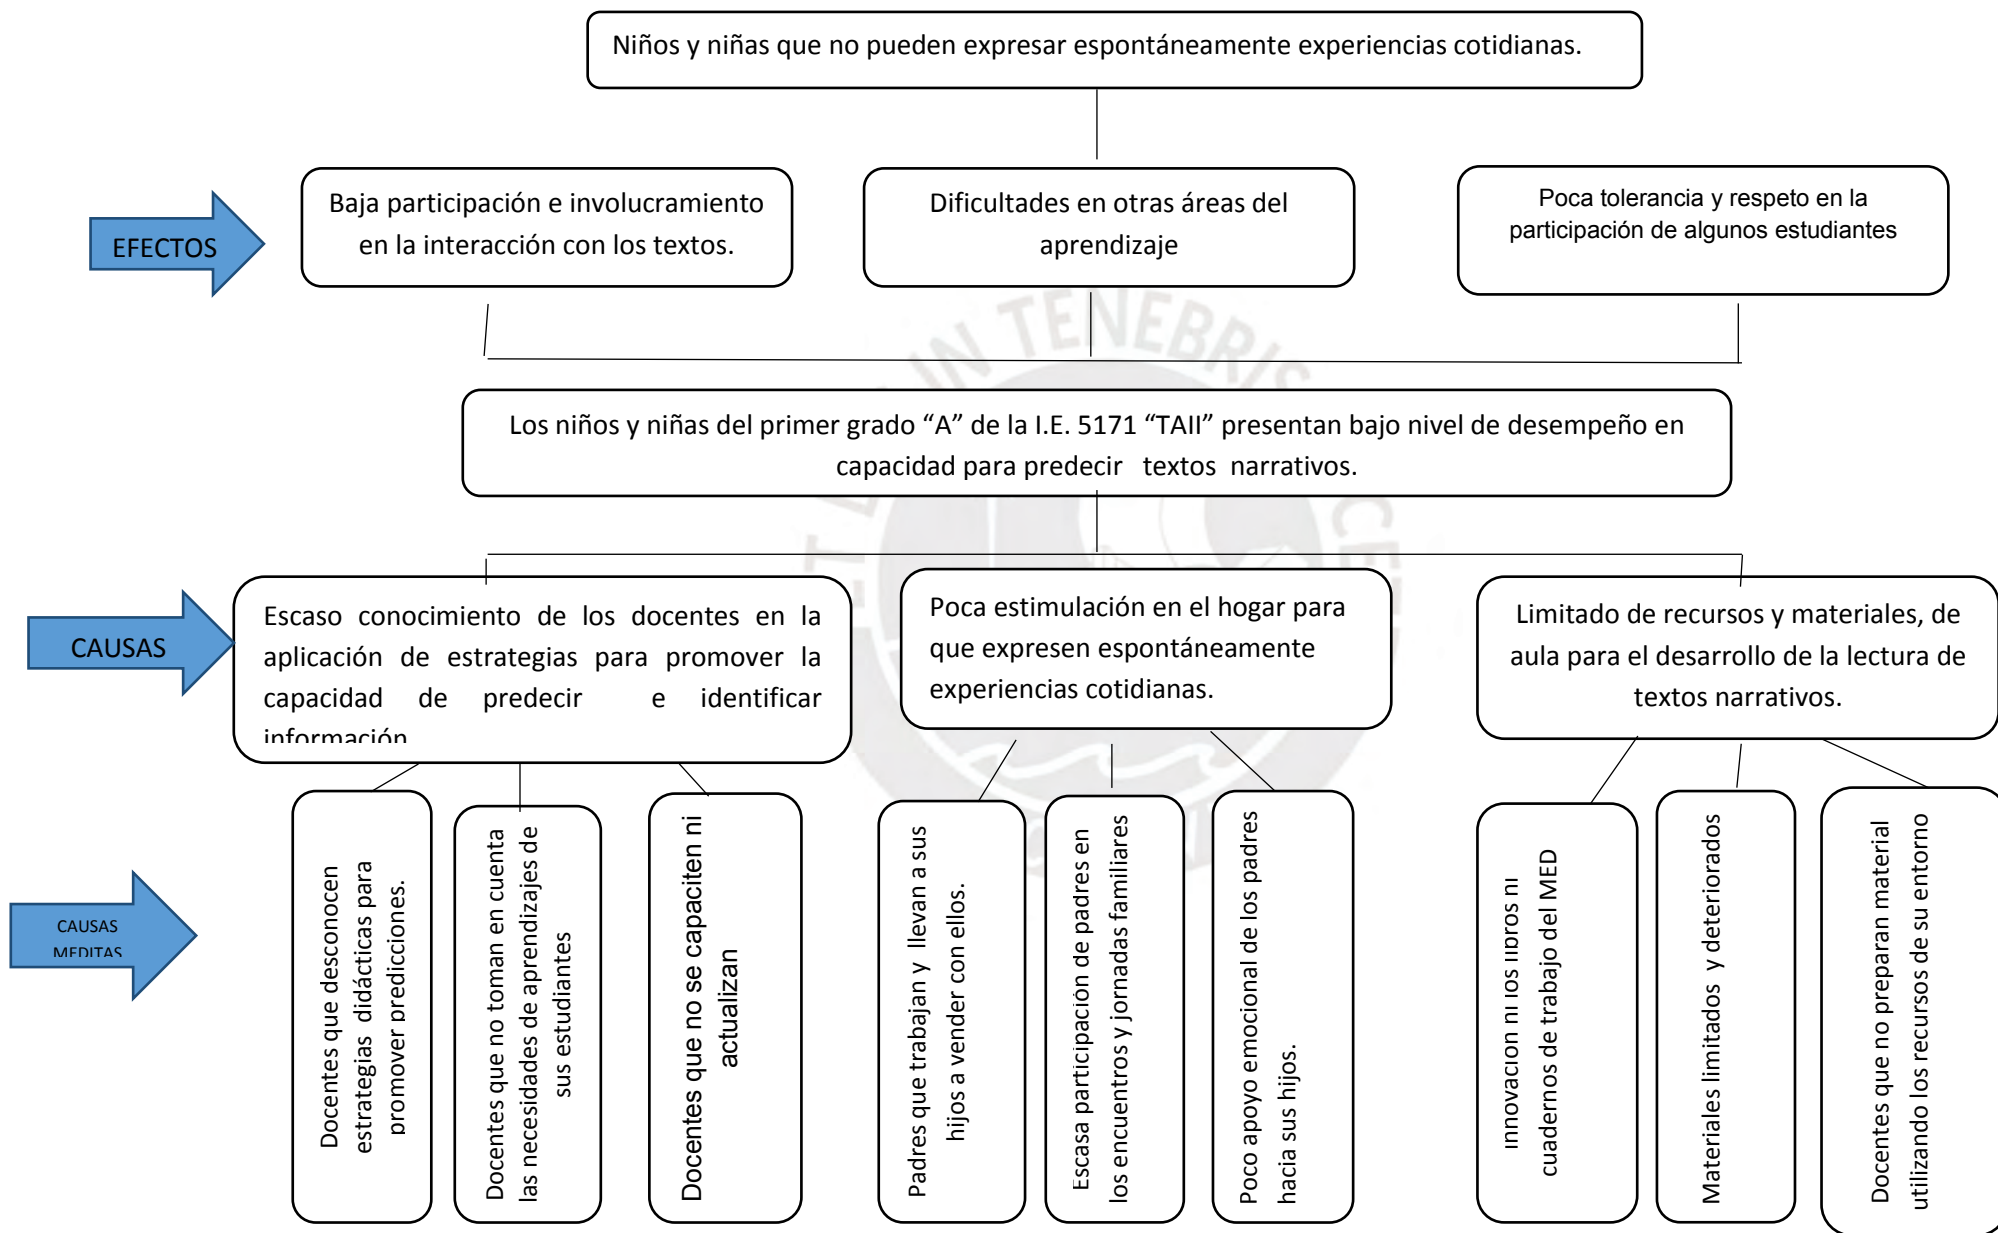 Niños y niñas que no pueden expresar espontáneamente experiencias cotidianas.
EFECTOS
Baja participación e involucramiento
en la interacción con los textos.
Dificultades en otras áreas del
aprendizaje
Poca tolerancia y respeto en la
participación de algunos estudiantes
IN TENEBRIS
Los niños y niñas del primer grado “A” de la I.E. 5171 “TAII” presentan bajo nivel de desempeño en
capacidad para predecir textos narrativos.
CAUSAS
Escaso conocimiento de los docentes en la
aplicación de estrategias para promover la
capacidad de predecir e identificar
información
Poca estimulación en el hogar para
que expresen espontáneamente
experiencias cotidianas.
Limitado de recursos y materiales, de
aula para el desarrollo de la lectura de
textos narrativos.
CAUSAS
MEDITAS
Docentes que desconocen
estrategias didácticas para
promover predicciones.
Docentes que no toman en cuenta
las necesidades de aprendizajes de
sus estudiantes
Docentes que no se capaciten ni
actualizan
Padres que trabajan y llevan a sus
hijos a vender con ellos.
Escasa participación de padres en
los encuentros y jornadas familiares
Poco apoyo emocional de los padres
hacia sus hijos.
innovación ni los libros ni
cuadernos de trabajo del MED
Materiales limitados y deteriorados
Docentes que no preparan material
utilizando los recursos de su entorno